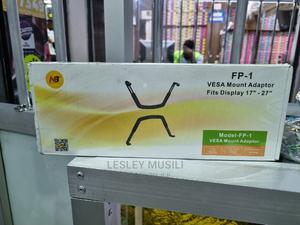 NB
FP-1
VESA Mount Adaptor
Fits Display 17" - 27"
Model-FP-1
VESA Mount Adaptor
LESLEY MUSILI